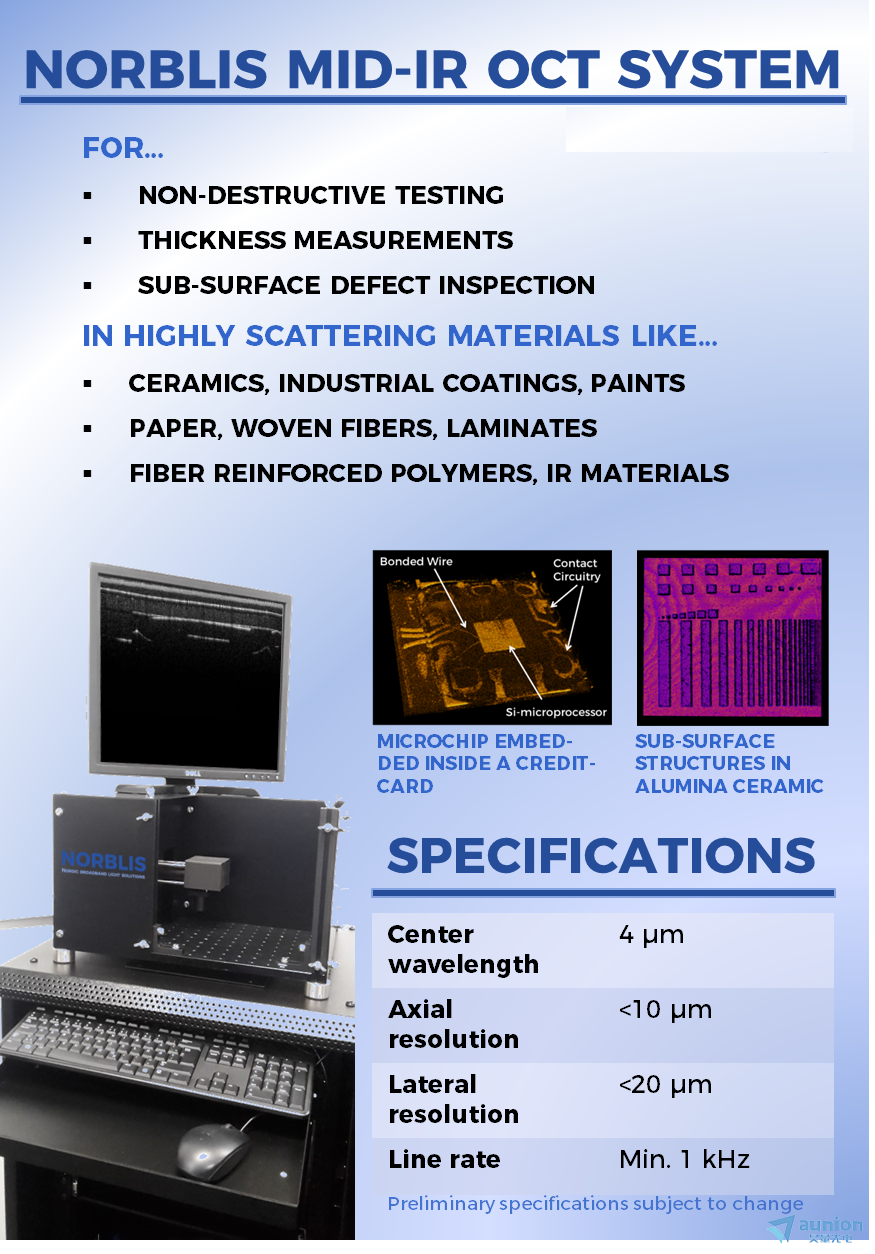 NORBLIS MID-IR OCT SYSTEM
FOR...
▪ NON-DESTRUCTIVE TESTING
▪ THICKNESS MEASUREMENTS
▪ SUB-SURFACE DEFECT INSPECTION
IN HIGHLY SCATTERING MATERIALS LIKE...
▪ CERAMICS, INDUSTRIAL COATINGS, PAINTS
▪ PAPER, WOVEN FIBERS, LAMINATES
▪ FIBER REINFORCED POLYMERS, IR MATERIALS
Bonded Wire
Contact
Circuitry
Si-microprocessor
MICROCHIP EMBED-
DED INSIDE A CREDIT-
CARD
SUB-SURFACE
STRUCTURES IN
ALUMINA CERAMIC
DELL
NORBLIS
NORDIC BROADBAND LIGHT SOLUTIONS
SPECIFICATIONS
Center
wavelength
4 µm
Axial
resolution
<10 µm
Lateral
resolution
<20 µm
Line rate
Min. 1 kHz
Preliminary specifications subject to change
aunion